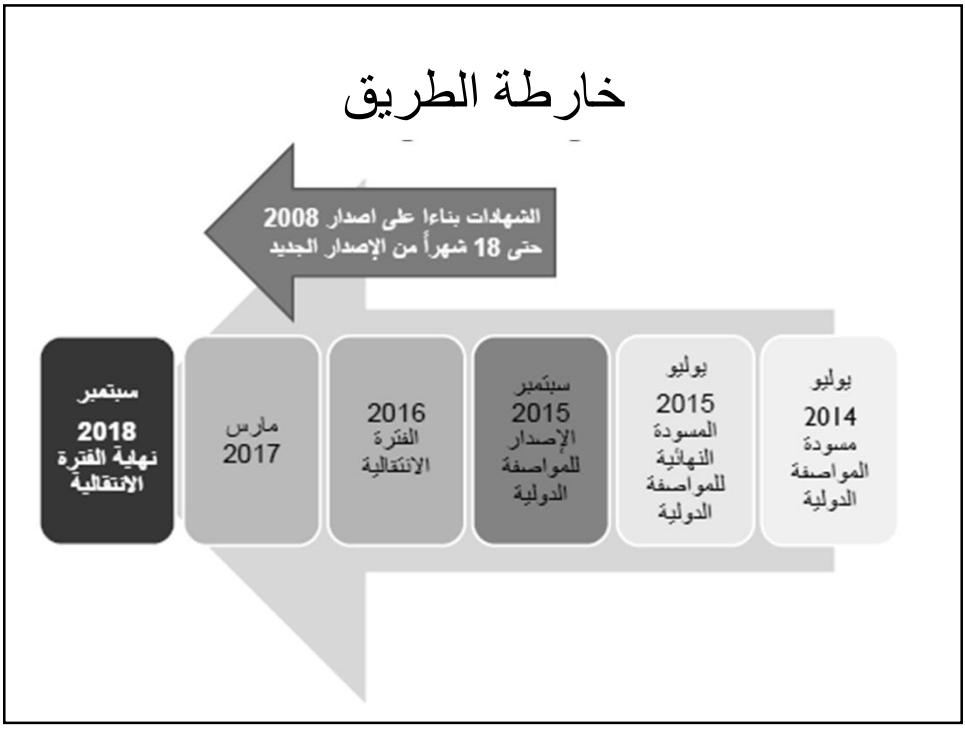 خارطة الطريق
الشهادات بناءا على اصدار 2008
حتى 18 شهراً من الإصدار الجديد
يوليو
2014
مسودة
المواصفة
الدولية
يوليو
2015
المسودة
النهائية
للمواصفة
الدولية
سبتمبر
2015
الإصدار
للمواصفة
الدولية
2016
الفترة
الانتقالية
مارس
2017
سبتمبر
2018
نهاية الفترة
الانتقالية